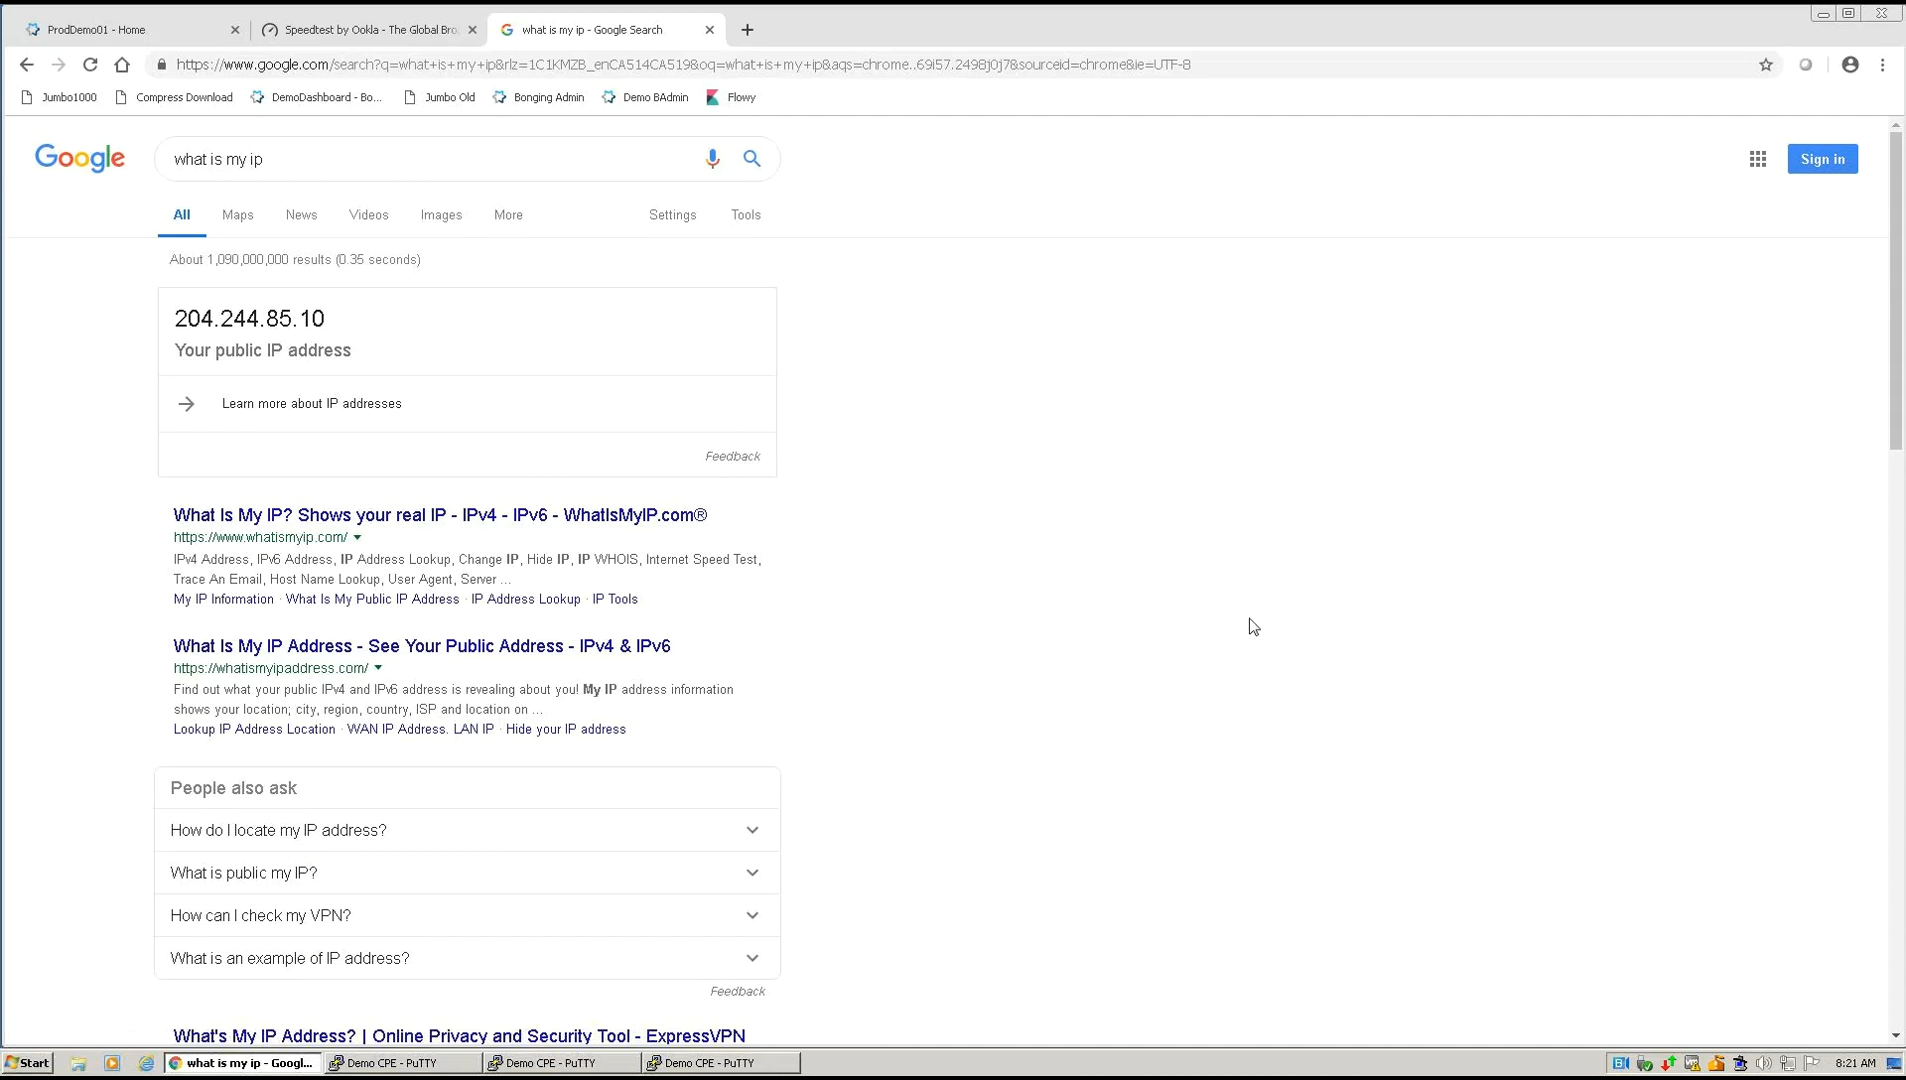 ProdDemo01 - Home
Speedtest by Ookla - The Global Bro
what is my ip - Google Search
https://www.google.com/search?q=what+is+my+ip&rlz=1C1KMZB_enCA514CA519&oq=what+is+my+ip&aqs=chrome..69i57.2498j0j7&sourceid=chrome&ie=UTF-8
Jumbo1000 Compress Download DemoDashboard - Bo... Jumbo Old Bonging Admin Demo BAdmin Flowy
Google
what is my ip
Sign in
All Maps News Videos Images More Settings Tools
About 1,090,000,000 results (0.35 seconds)
204.244.85.10
Your public IP address
Learn more about IP addresses
Feedback
What Is My IP? Shows your real IP - IPv4 - IPv6 - WhatIsMyIP.com®
https://www.whatismyip.com/
IPv4 Address, IPv6 Address, IP Address Lookup, Change IP, Hide IP, IP WHOIS, Internet Speed Test,
Trace An Email, Host Name Lookup, User Agent, Server ...
My IP Information · What Is My Public IP Address · IP Address Lookup · IP Tools
What Is My IP Address - See Your Public Address - IPv4 & IPv6
https://whatismyipaddress.com/
Find out what your public IPv4 and IPv6 address is revealing about you! My IP address information
shows your location; city, region, country, ISP and location on ...
Lookup IP Address Location · WAN IP Address. LAN IP · Hide your IP address
People also ask
How do I locate my IP address?
What is public my IP?
How can I check my VPN?
What is an example of IP address?
Feedback
What's My IP Address? | Online Privacy and Security Tool - ExpressVPN
Start
what is my ip - Googl...
Demo CPE - PuTTY
Demo CPE - PuTTY
Demo CPE - PuTTY
8:21 AM